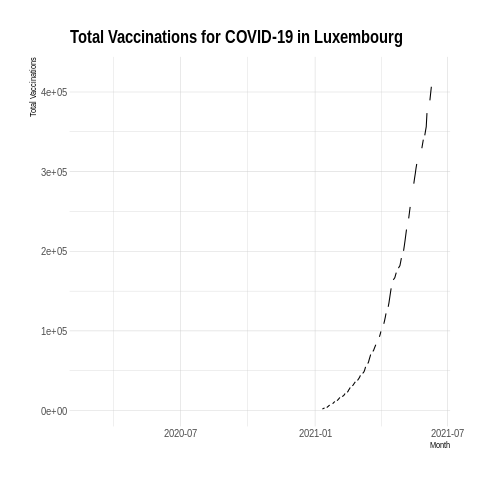 Total Vaccinations for COVID-19 in Luxembourg
Total Vaccinations
4e+05
3e+05
2e+05
1e+05
0e+00
2020-07
2021-01
2021-07
Month